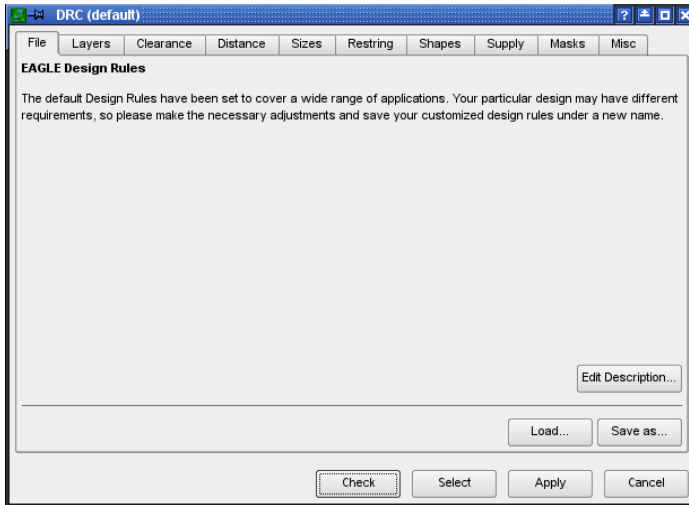 DRC (default)
File Layers Clearance Distance Sizes Restring Shapes Supply Masks Misc
EAGLE Design Rules
The default Design Rules have been set to cover a wide range of applications. Your particular design may have different
requirements, so please make the necessary adjustments and save your customized design rules under a new name.
Edit Description...
Load... Save as...
Check Select Apply Cancel